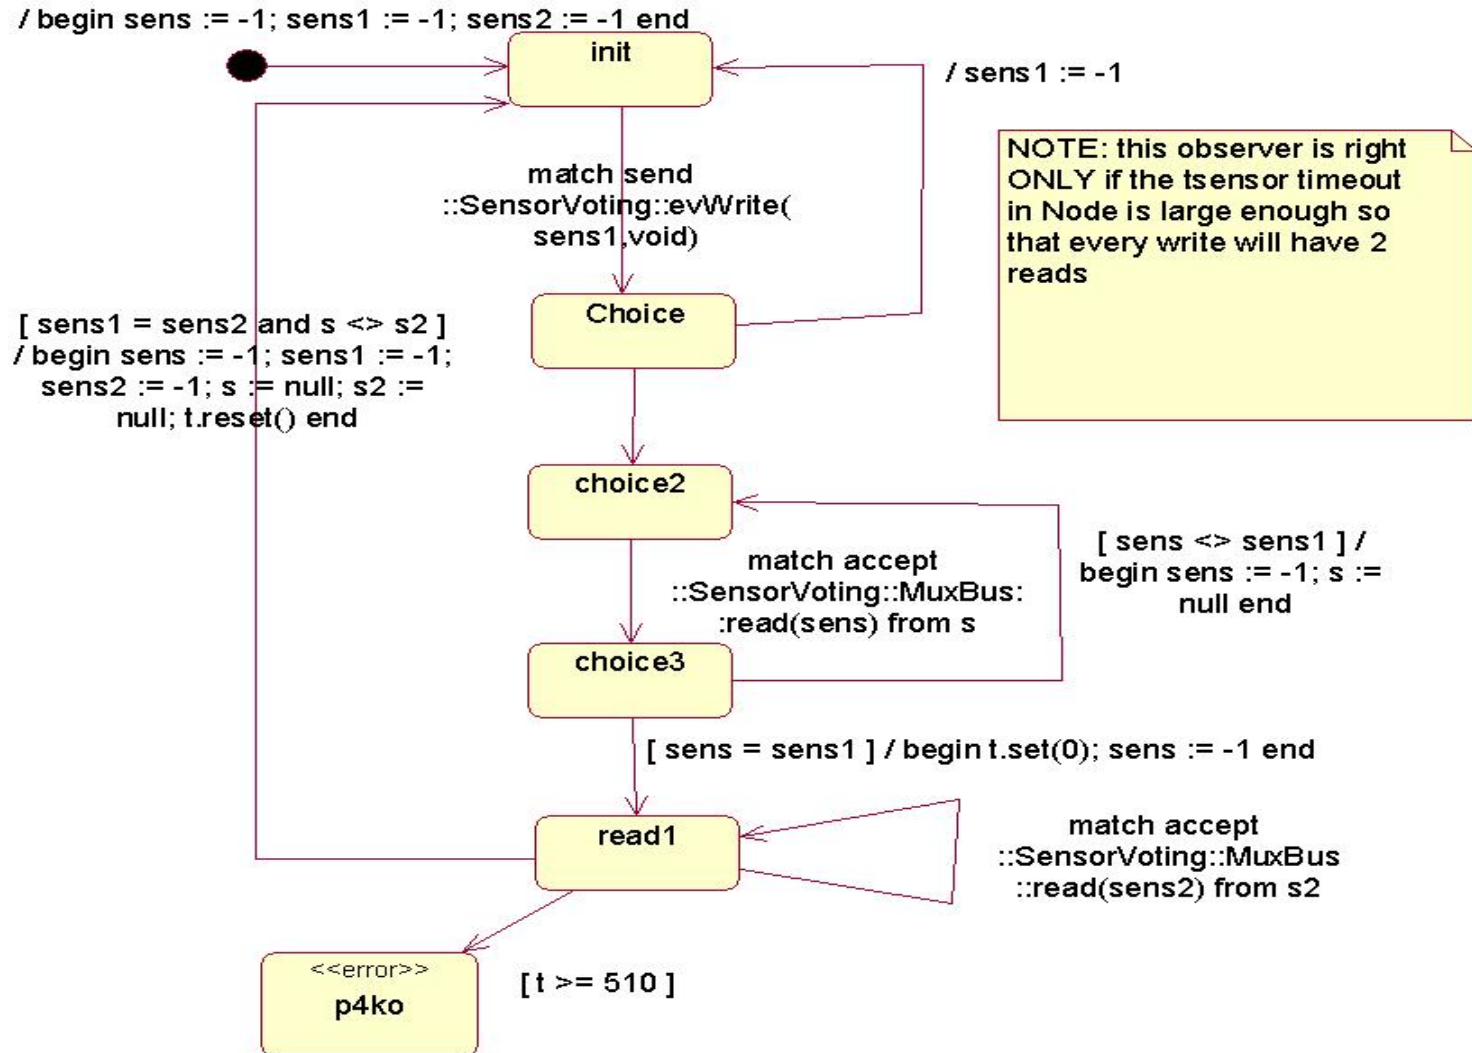 / begin sens := -1; sens1 := -1; sens2 := -1 end
init
/ sens1 := -1
NOTE: this observer is right
ONLY if the tsensor timeout
in Node is large enough so
that every write will have 2
reads
match send
::SensorVoting::evWrite(
sens1,void)
Choice
[ sens1 = sens2 and s <> s2 ]
/ begin sens := -1; sens1 := -1;
sens2 := -1; s := null; s2 :=
null; t.reset() end
choice2
match accept
::SensorVoting::MuxBus:
:read(sens) from s
[ sens <> sens1 ] /
begin sens := -1; s :=
null end
choice3
[ sens = sens1 ] / begin t.set(0); sens := -1 end
read1
match accept
::SensorVoting::MuxBus
::read(sens2) from s2
<<error>>
p4ko
[ t >= 510 ]